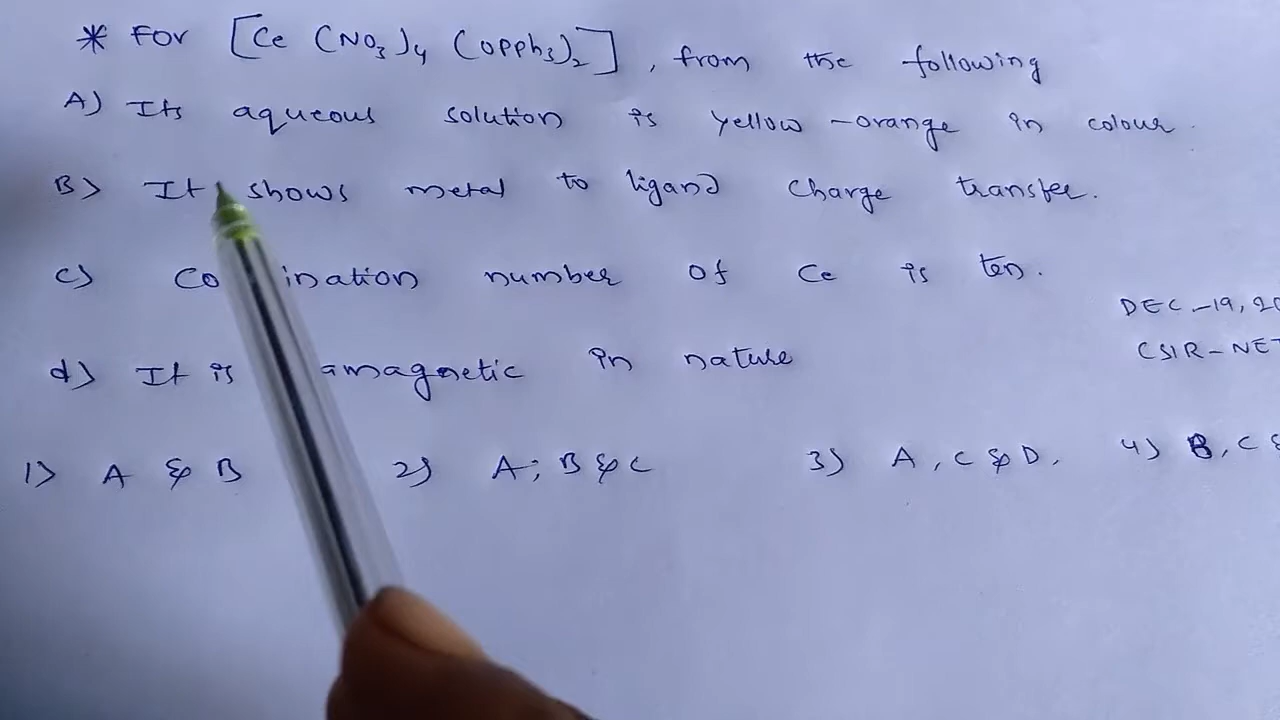 * For [Ce (NO3)4 (opph3)2], from the following
A) Its aqueous solution is yellow-orange in colour.
B) It shows metal to ligand charge transfer.
C) Co ination number of Ce is ten.
DEC-19, 20
CSIR-NET
d) It is amagnetic in nature
1) A & B 2) A; B & C 3) A, C & D, 4) B, C &